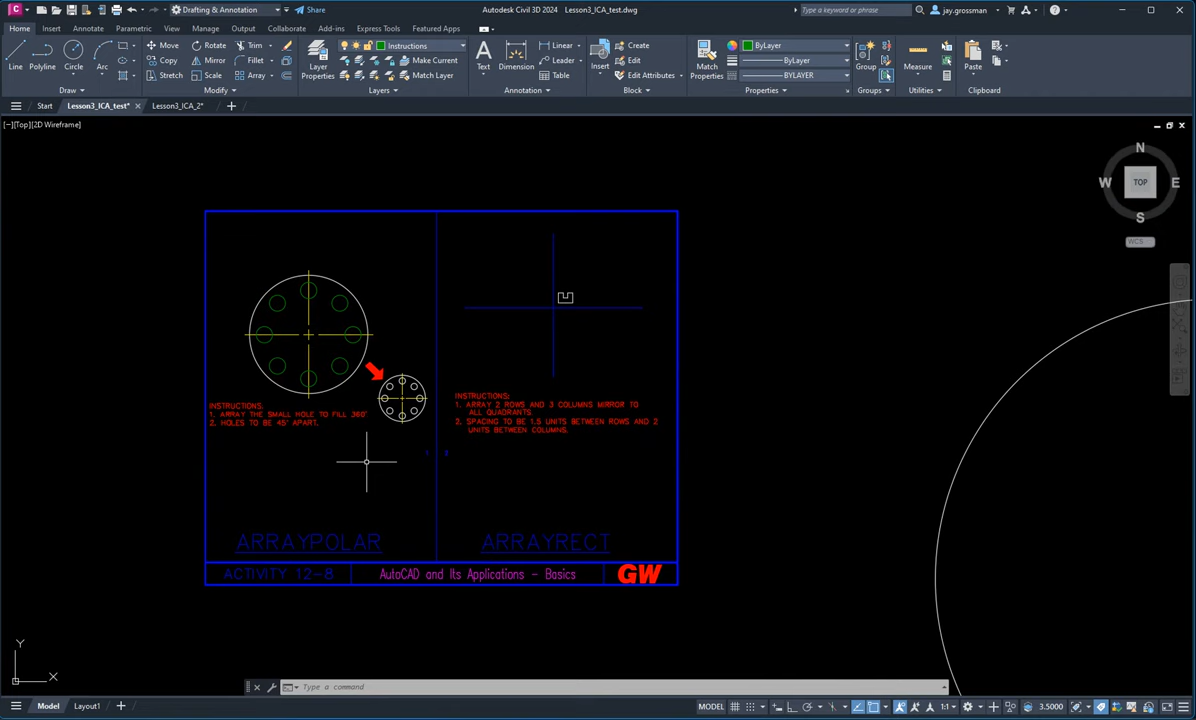 Drafting & Annotation
Share
Autodesk Civil 3D 2024 Lesson3_ICA_test.dwg
Type a keyword or phrase
jay.grossman
Home Insert Annotate Parametric View Manage Output Collaborate Add-ins Express Tools Featured Apps
Line
Polyline
Circle
Arc
Move
Copy
Stretch
Rotate
Mirror
Scale
Trim
Fillet
Array
Layer
Properties
Instructions
Make Current
Match Layer
Text
Dimension
Linear
Leader
Table
Insert
Create
Edit
Edit Attributes
Match
Properties
ByLayer
ByLayer
BYLAYER
Group
Measure
Paste
Draw
Modify
Layers
Annotation
Block
Properties
Groups
Utilities
Clipboard
Start Lesson3_ICA_test* Lesson3_ICA_2*
[−][Top][2D Wireframe]
N
W TOP E
S
WCS
INSTRUCTIONS:
1. ARRAY THE SMALL HOLE TO FILL 360°
2. HOLES TO BE 45° APART.
INSTRUCTIONS:
1. ARRAY 2 ROWS AND 3 COLUMNS MIRROR TO
ALL QUADRANTS
2. SPACING TO BE 1.5 UNITS BETWEEN ROWS AND 2
UNITS BETWEEN COLUMNS.
1 2
ARRAYPOLAR ARRAYRECT
ACTIVITY 12-8 AutoCAD and Its Applications - Basics GW
Y
X
Type a command
Model Layout1
MODEL 1:1 3.5000